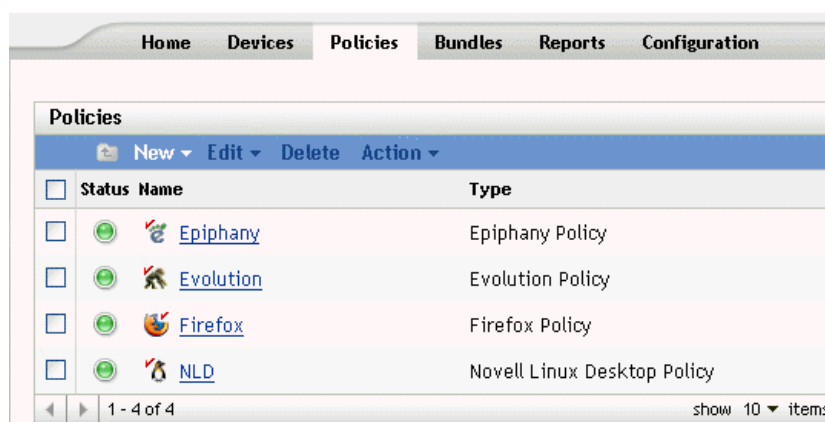 Home Devices Policies Bundles Reports Configuration
Policies
New Edit Delete Action
Status Name Type
Epiphany Epiphany Policy
Evolution Evolution Policy
Firefox Firefox Policy
NLD Novell Linux Desktop Policy
1 - 4 of 4 show 10 items